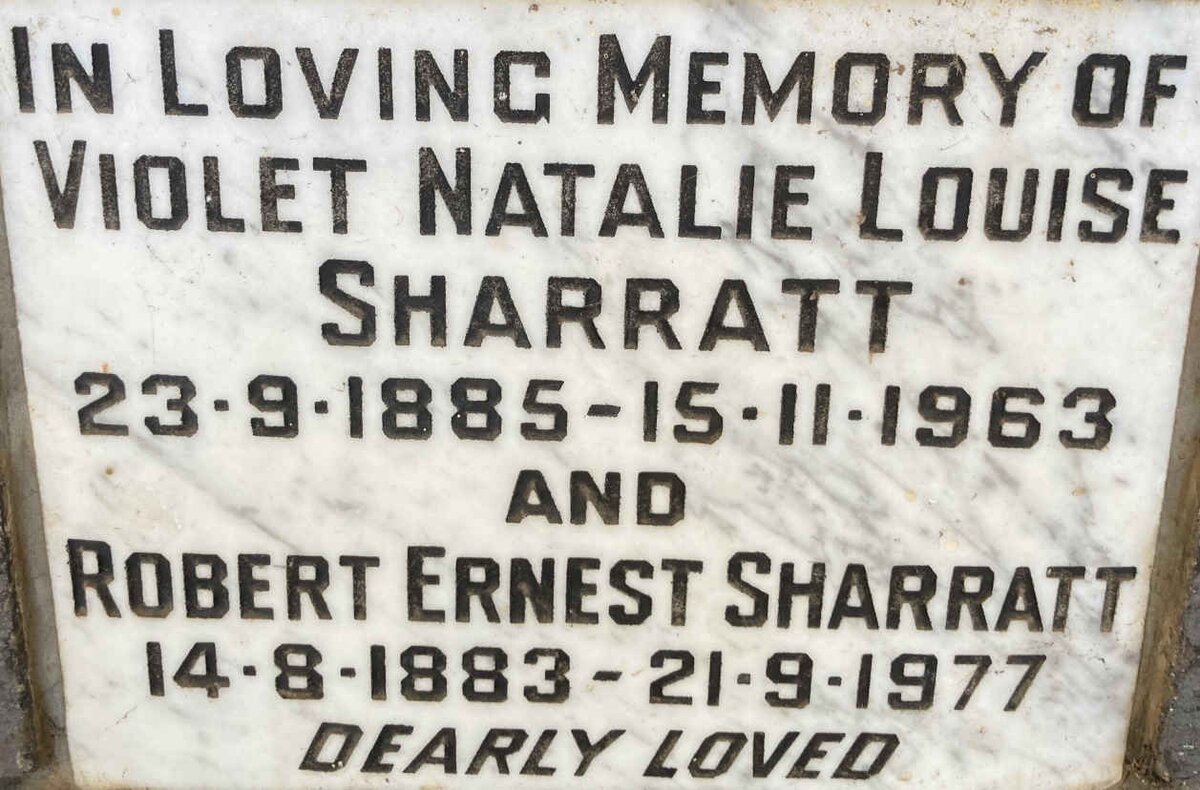 IN LOVING MEMORY OF
VIOLET NATALIE LOUISE
SHARRATT
23·9·1885-15·11·1963
AND
ROBERT ERNEST SHARRATT
14·8·1883-21·9·1977
DEARLY LOVED